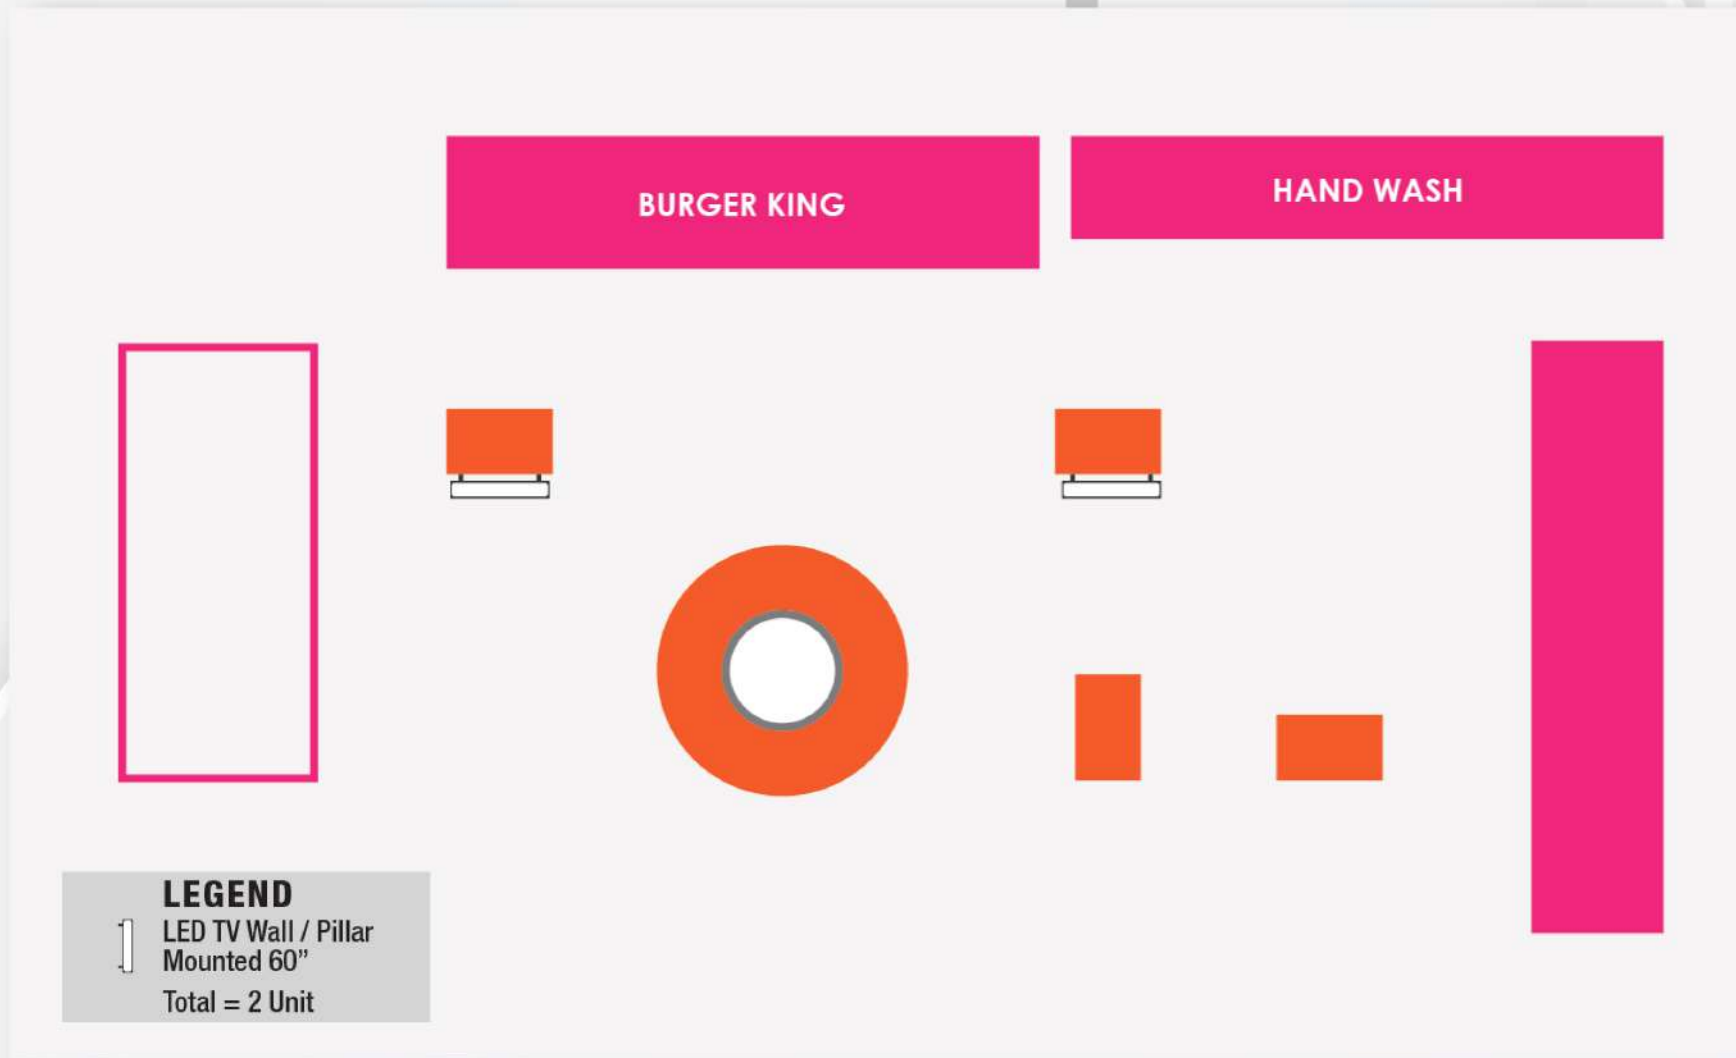 BURGER KING
HAND WASH
LEGEND
LED TV Wall / Pillar
Mounted 60”
Total = 2 Unit